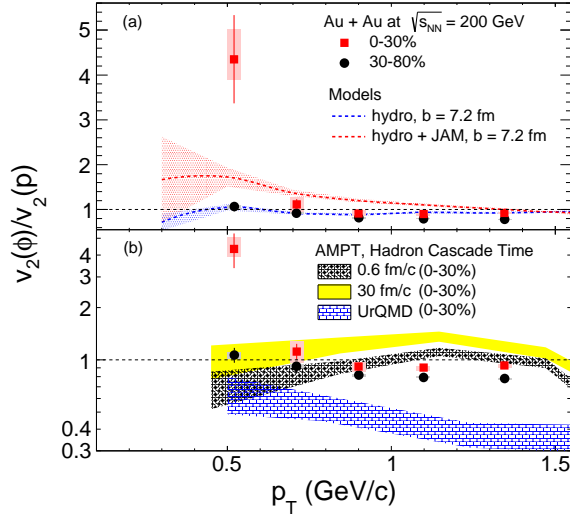 (a)
Au + Au at √s_NN = 200 GeV
0-30%
30-80%
Models
hydro, b = 7.2 fm
hydro + JAM, b = 7.2 fm
5
4
3
2
1
v₂(ϕ)/v₂(p)
(b)
AMPT, Hadron Cascade Time
0.6 fm/c (0-30%)
30 fm/c (0-30%)
UrQMD (0-30%)
4
2
1
0.4
0.3
0.5 1 1.5
p_T (GeV/c)